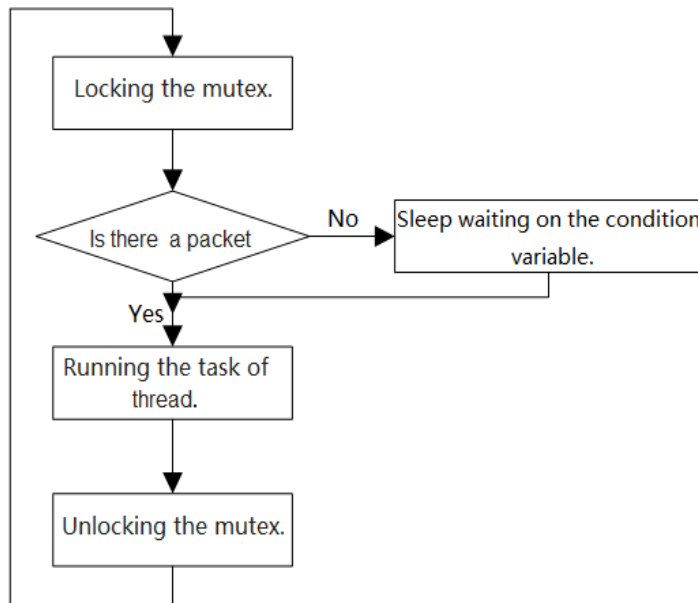 Locking the mutex.
Is there a packet
No
Sleep waiting on the condition
variable.
Yes
Running the task of
thread.
Unlocking the mutex.